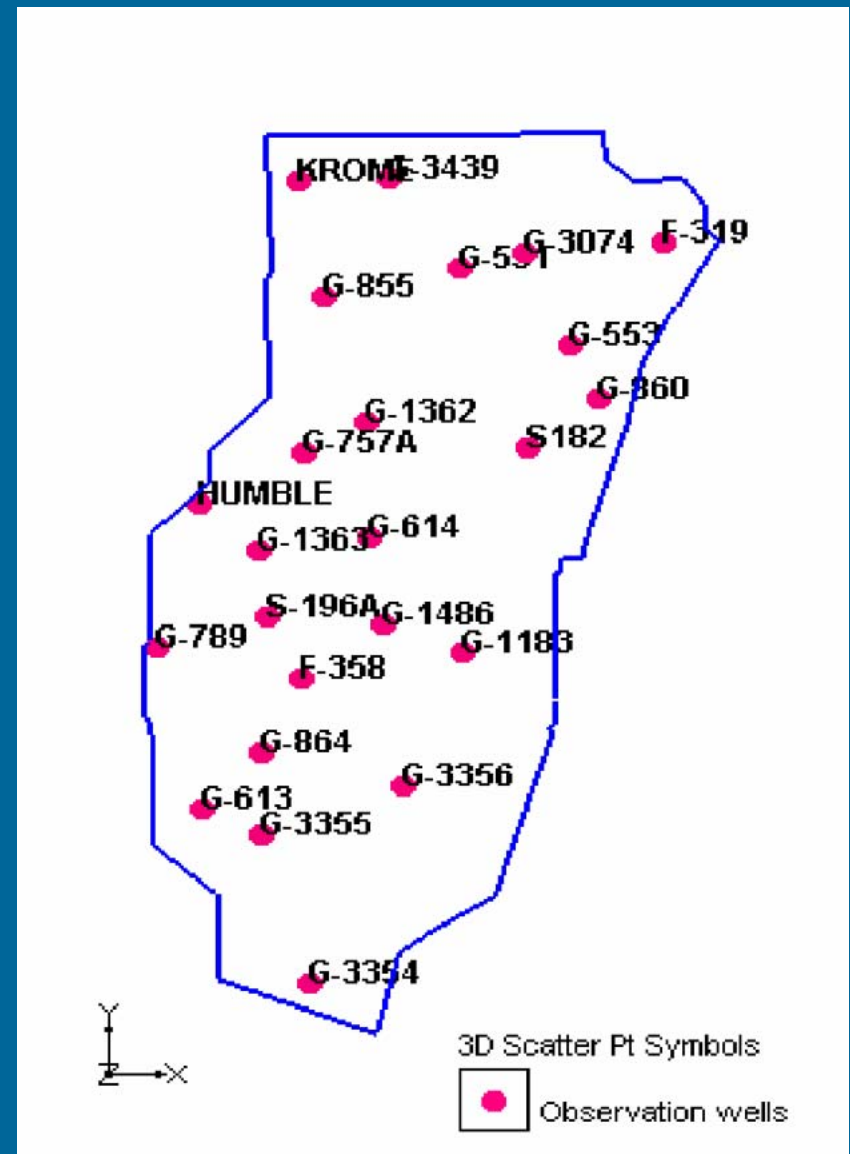 KROME
3439
F-319
G-3074
G-551
G-855
G-553
G-860
G-1362
S182
G-757A
HUMBLE
G-614
G-1363
S-196A
G-1486
G-789
G-1183
F-358
G-864
G-3356
G-613
G-3355
G-3354
Y
Z X
3D Scatter Pt Symbols
Observation wells